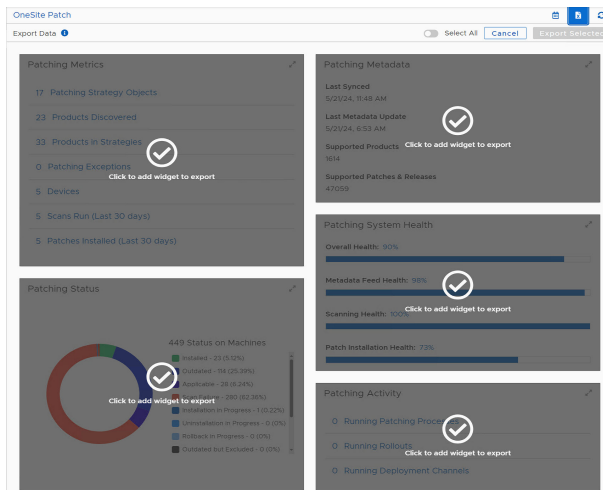 OneSite Patch
Export Data
Select All
Cancel
Export Selected
Patching Metrics
17 Patching Strategy Objects
23 Products Discovered
33 Products in Strategies
0 Patching Exceptions
Click to add widget to export
5 Devices
5 Scans Run (Last 30 days)
5 Patches Installed (Last 30 days)
Patching Metadata
Last Synced
5/21/24, 11:48 AM
Last Metadata Update
5/21/24, 6:53 AM
Supported Products
Click to add widget to export
1614
Supported Patches & Releases
47059
Patching System Health
Overall Health: 90%
Metadata Feed Health: 98%
Scanning Health: 100%
Click to add widget to export
Patch Installation Health: 73%
Patching Status
449 Status on Machines
Installed - 23 (5.12%)
Outdated - 114 (25.39%)
Applicable - 28 (6.24%)
Scan Failure - 280 (62.36%)
Click to add widget to export
Installation in Progress - 1 (0.22%)
Uninstallation in Progress - 0 (0%)
Rollback in Progress - 0 (0%)
Outdated but Excluded - 0 (0%)
Patching Activity
0 Running Patching Processes
0 Running Rollouts
Click to add widget to export
0 Running Deployment Channels